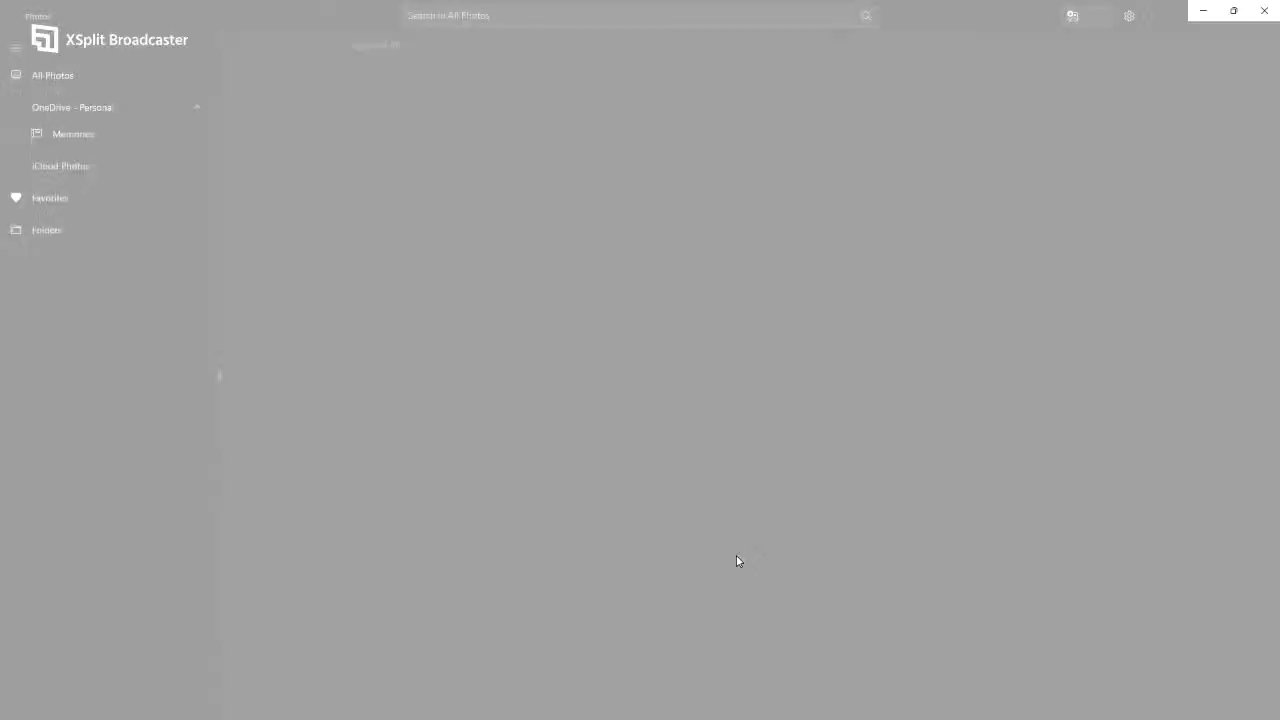 Photos
Search in All Photos
XSplit Broadcaster
All Photos
OneDrive - Personal
Memories
iCloud Photos
Favorites
Folders